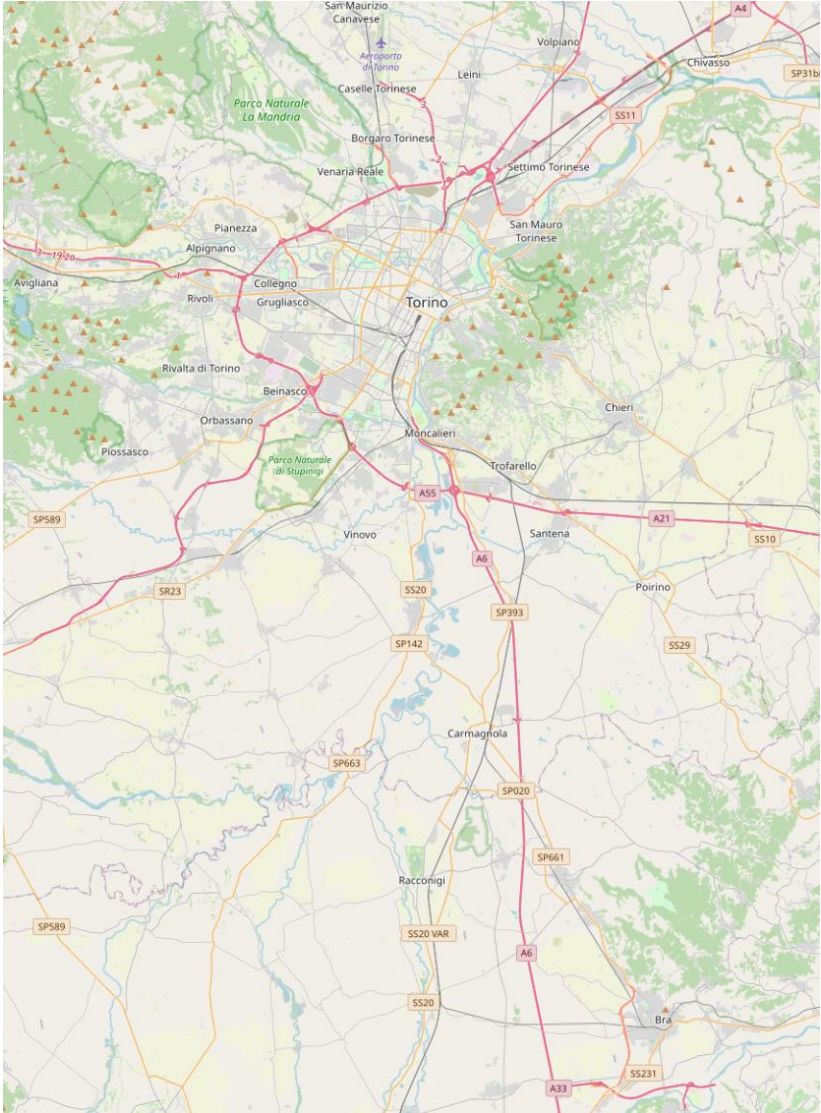 San Maurizio
Canavese
A4
Volpiano
Aeroporto
di Torino
Chivasso
Leini
SP31bi
Caselle Torinese
3
Parco Naturale
La Mandria
SS11
Borgaro Torinese
2
Settimo Torinese
Venaria Reale
San Mauro
Torinese
Pianezza
Alpignano
Avigliana
Collegno
Rivoli
Grugliasco
Torino
Rivalta di Torino
Beinasco
Chieri
Orbassano
Moncalieri
Piossasco
Parco Naturale
di Stupinigi
Trofarello
A55
SP589
A21
Vinovo
Santena
SS10
A6
SR23
SS20
Poirino
SP393
SP142
SS29
Carmagnola
SP663
SP020
SP661
Racconigi
SP589
SS20 VAR
A6
SS20
Bra
SS231
A33